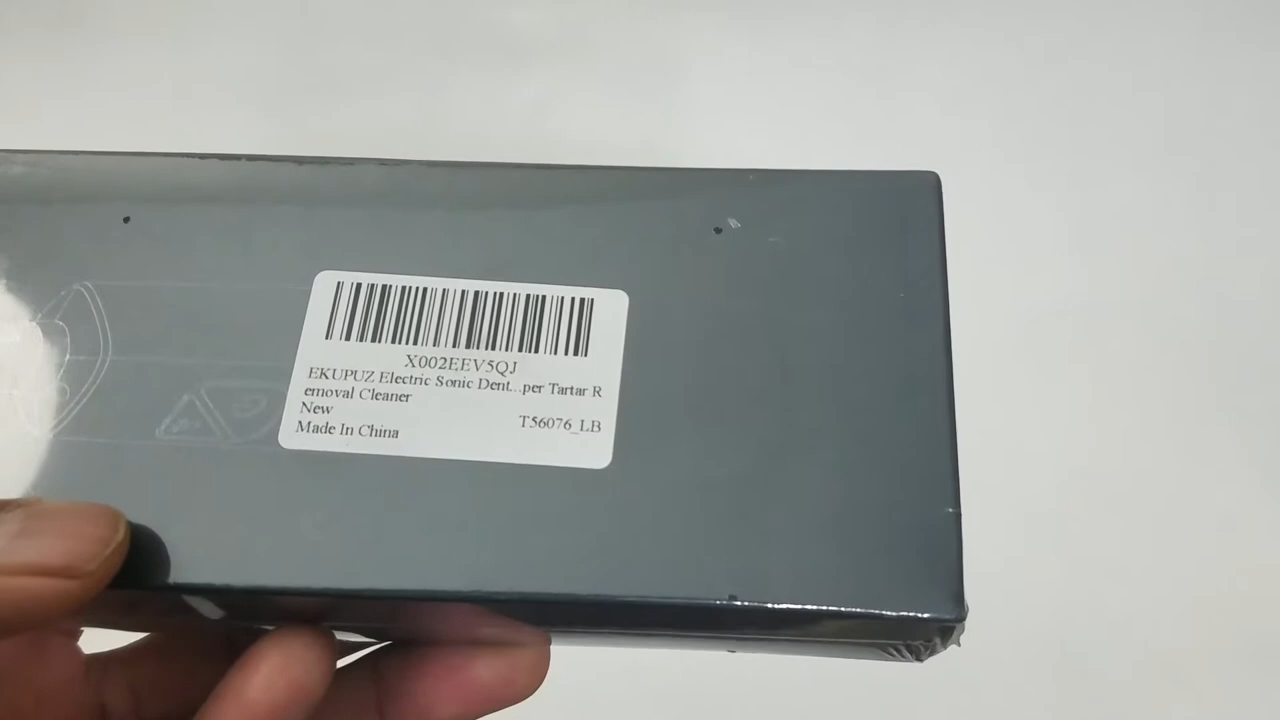 X002EEV5QJ
EKUPUZ Electric Sonic Dent...per Tartar R
emoval Cleaner
New
T56076_LB
Made In China